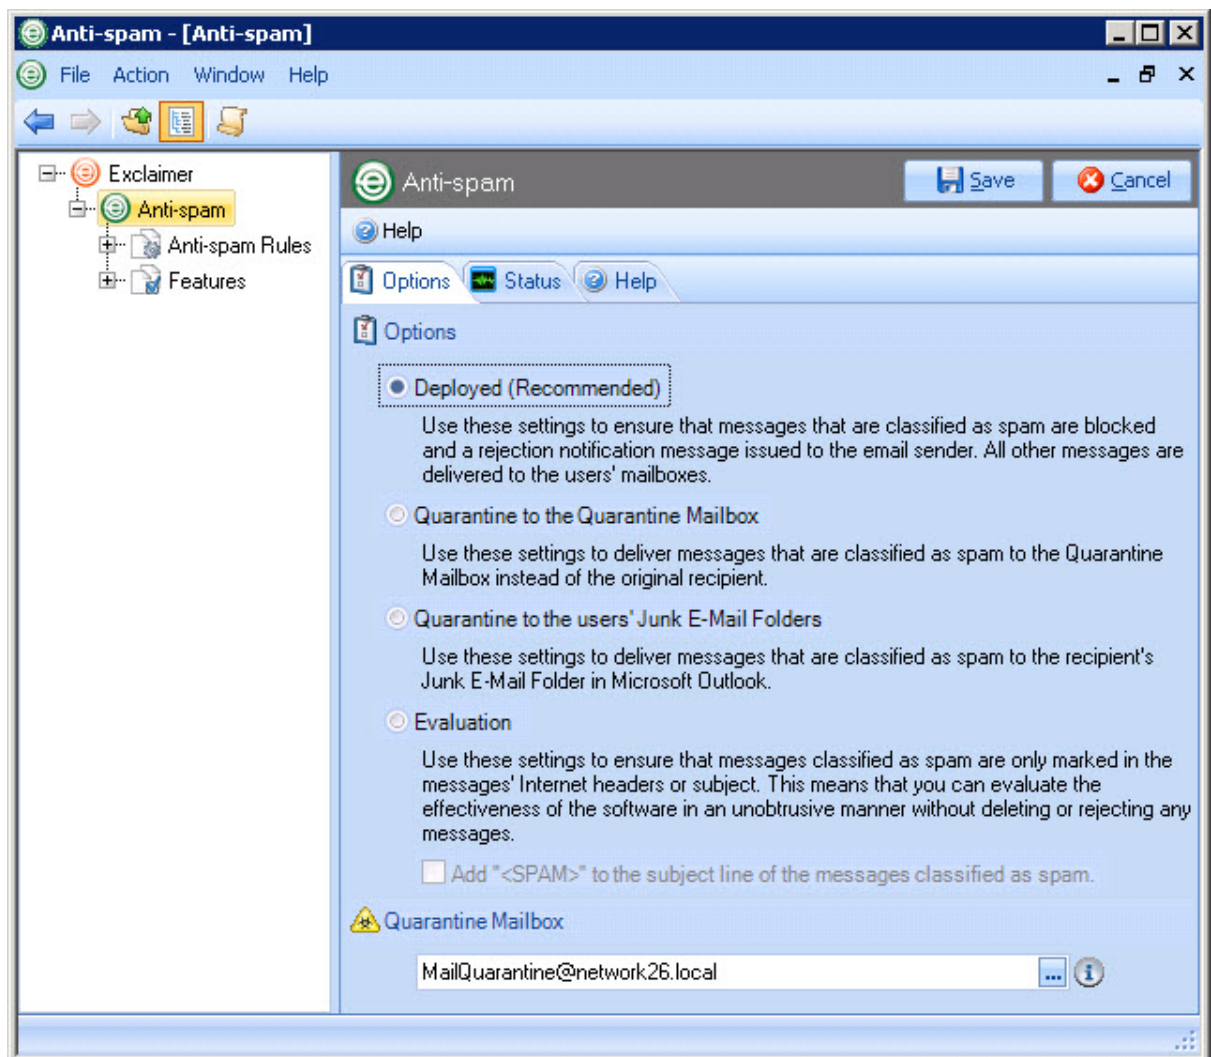 Anti-spam - [Anti-spam]
File Action Window Help
Exclaimer
Anti-spam
Anti-spam Rules
Features
Anti-spam
Save
Cancel
Help
Options
Status
Help
Options
Deployed (Recommended)
Use these settings to ensure that messages that are classified as spam are blocked
and a rejection notification message issued to the email sender. All other messages are
delivered to the users' mailboxes.
Quarantine to the Quarantine Mailbox
Use these settings to deliver messages that are classified as spam to the Quarantine
Mailbox instead of the original recipient.
Quarantine to the users' Junk E-Mail Folders
Use these settings to deliver messages that are classified as spam to the recipient's
Junk E-Mail Folder in Microsoft Outlook.
Evaluation
Use these settings to ensure that messages classified as spam are only marked in the
messages' Internet headers or subject. This means that you can evaluate the
effectiveness of the software in an unobtrusive manner without deleting or rejecting any
messages.
Add "<SPAM>" to the subject line of the messages classified as spam.
Quarantine Mailbox
MailQuarantine@network26.local
...